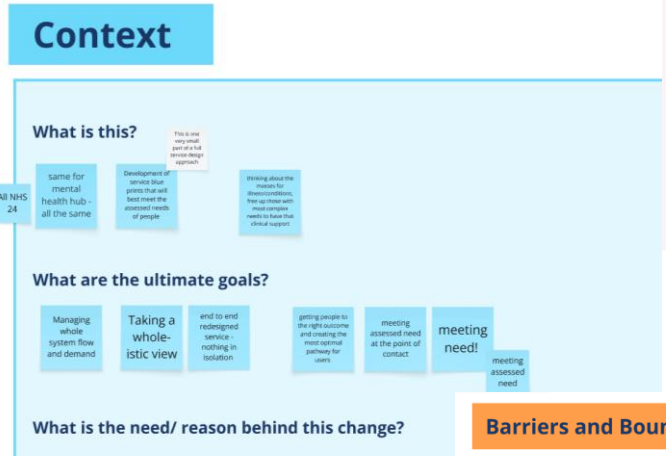 Context
What is this?
This is one
very small
part of a full
service design
approach
All NHS
24
same for
mental
health hub -
all the same
Development of
service blue
prints that will
best meet the
assessed needs
of people
thinking about the
masses for
illness/conditions,
free up those with
most complex
needs to have that
clinical support
What are the ultimate goals?
Managing
whole
system flow
and demand
Taking a
whole-
istic view
end to end
redesigned
service -
nothing in
isolation
getting people to
the right outcome
and creating the
most optimal
pathway for
users
meeting
assessed need
at the point of
contact
meeting
need!
meeting
assessed
need
What is the need/ reason behind this change?
Barriers and Boun